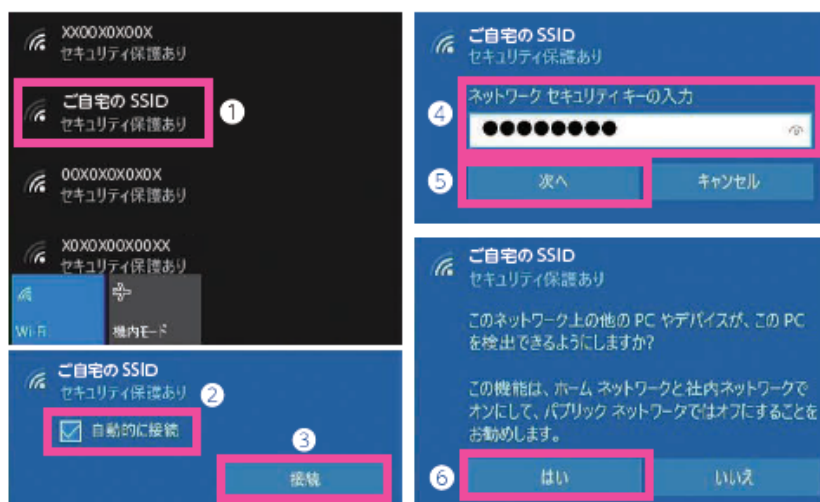 XX00X0X00X
セキュリティ保護あり
ご自宅の SSID
セキュリティ保護あり
①
00X0X0X0X0X
セキュリティ保護あり
X0X0X00X00XX
セキュリティ保護あり
Wi-Fi
機内モード
ご自宅の SSID
セキュリティ保護あり
②
自動的に接続
③
接続
ご自宅の SSID
セキュリティ保護あり
ネットワーク セキュリティ キーの入力
④
●●●●●●●●
⑤
次へ
キャンセル
ご自宅の SSID
セキュリティ保護あり
このネットワーク上の他の PC やデバイスが、この PC
を検出できるようにしますか?
この機能は、ホーム ネットワークと社内ネットワークで
オンにして、パブリック ネットワークではオフにすることを
お勧めします。
⑥
はい
いいえ